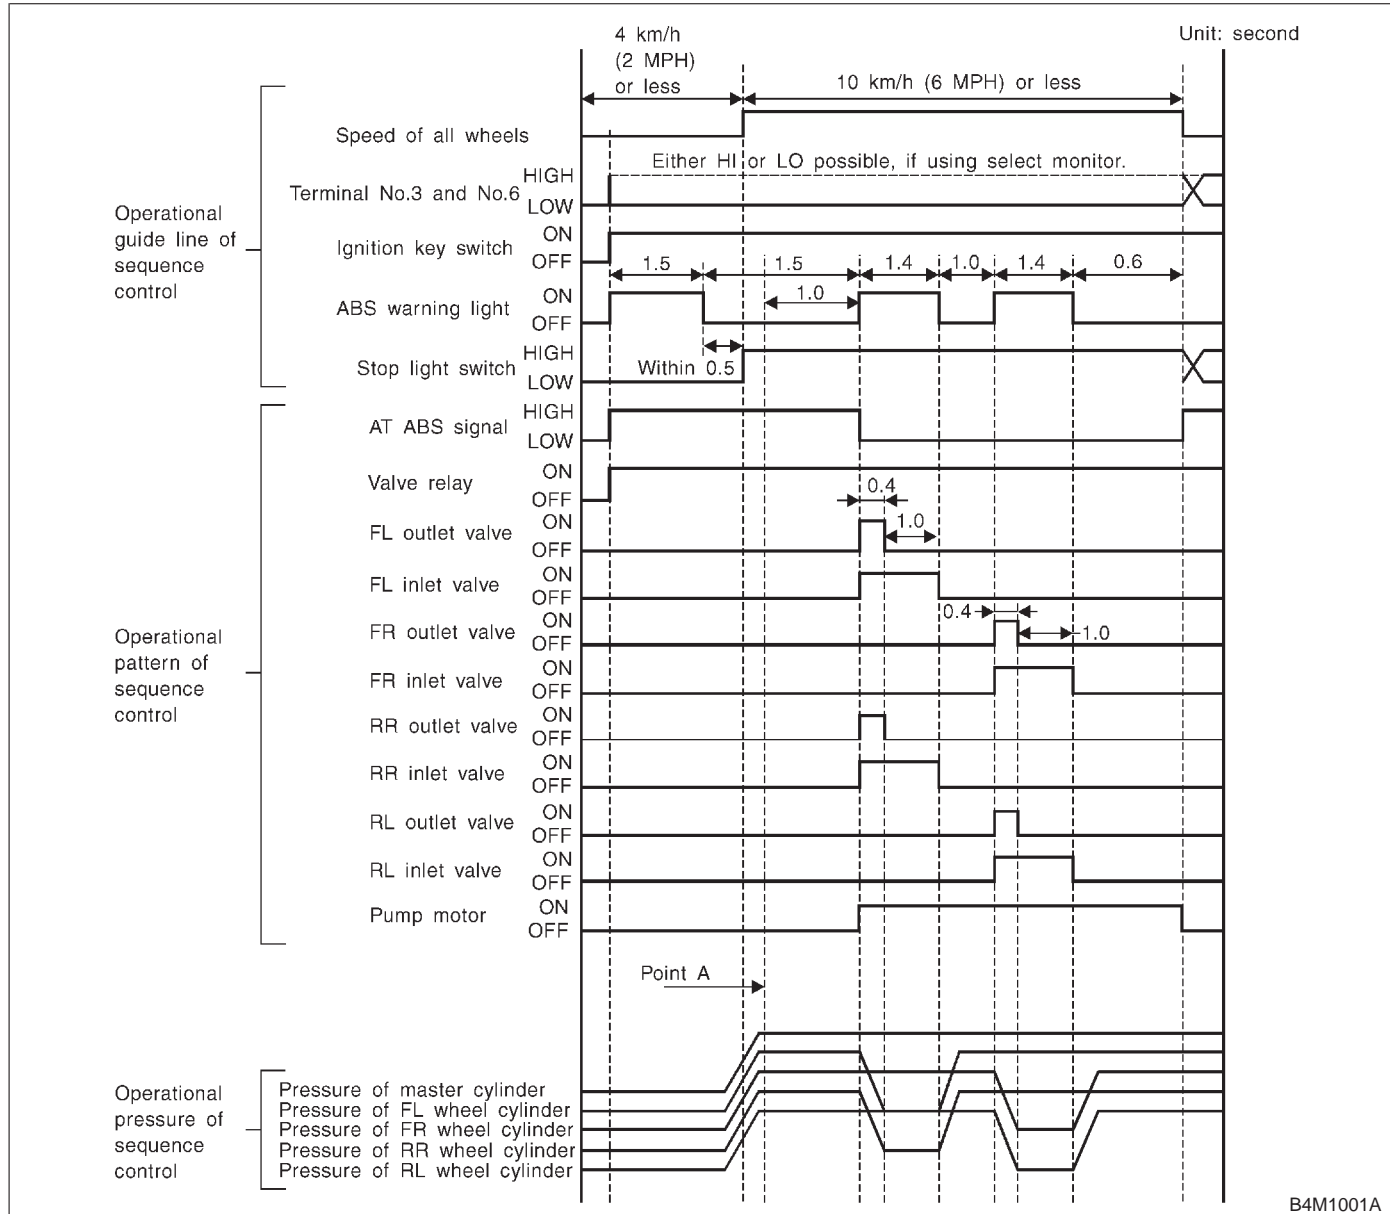 4 km/h
(2 MPH)
or less
Unit: second
10 km/h (6 MPH) or less
Operational
guide line of
sequence
control
Speed of all wheels
Either HI or LO possible, if using select monitor.
Terminal No.3 and No.6
HIGH
LOW
Ignition key switch
ON
OFF
1.5
1.5
1.4
1.0
1.4
0.6
ABS warning light
ON
OFF
1.0
Stop light switch
HIGH
LOW
Within 0.5
Operational
pattern of
sequence
control
AT ABS signal
HIGH
LOW
Valve relay
ON
OFF
0.4
FL outlet valve
ON
OFF
1.0
FL inlet valve
ON
OFF
FR outlet valve
ON
OFF
0.4
1.0
FR inlet valve
ON
OFF
RR outlet valve
ON
OFF
RR inlet valve
ON
OFF
RL outlet valve
ON
OFF
RL inlet valve
ON
OFF
Pump motor
ON
OFF
Point A
Operational
pressure of
sequence
control
Pressure of master cylinder
Pressure of FL wheel cylinder
Pressure of FR wheel cylinder
Pressure of RR wheel cylinder
Pressure of RL wheel cylinder
B4M1001A